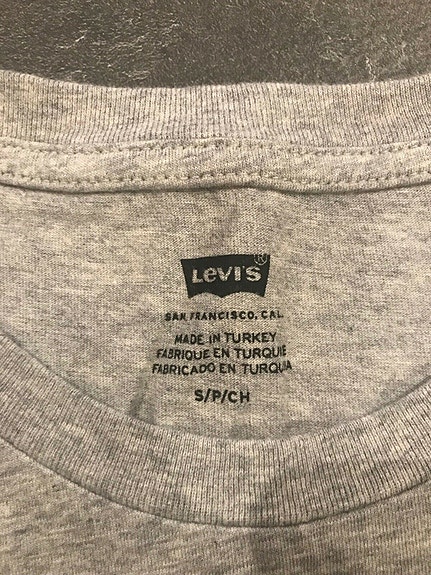 Levi's®
SAN FRANCISCO, CAL.
MADE IN TURKEY
FABRIQUE EN TURQUIE
FABRICADO EN TURQUIA
S/P/CH